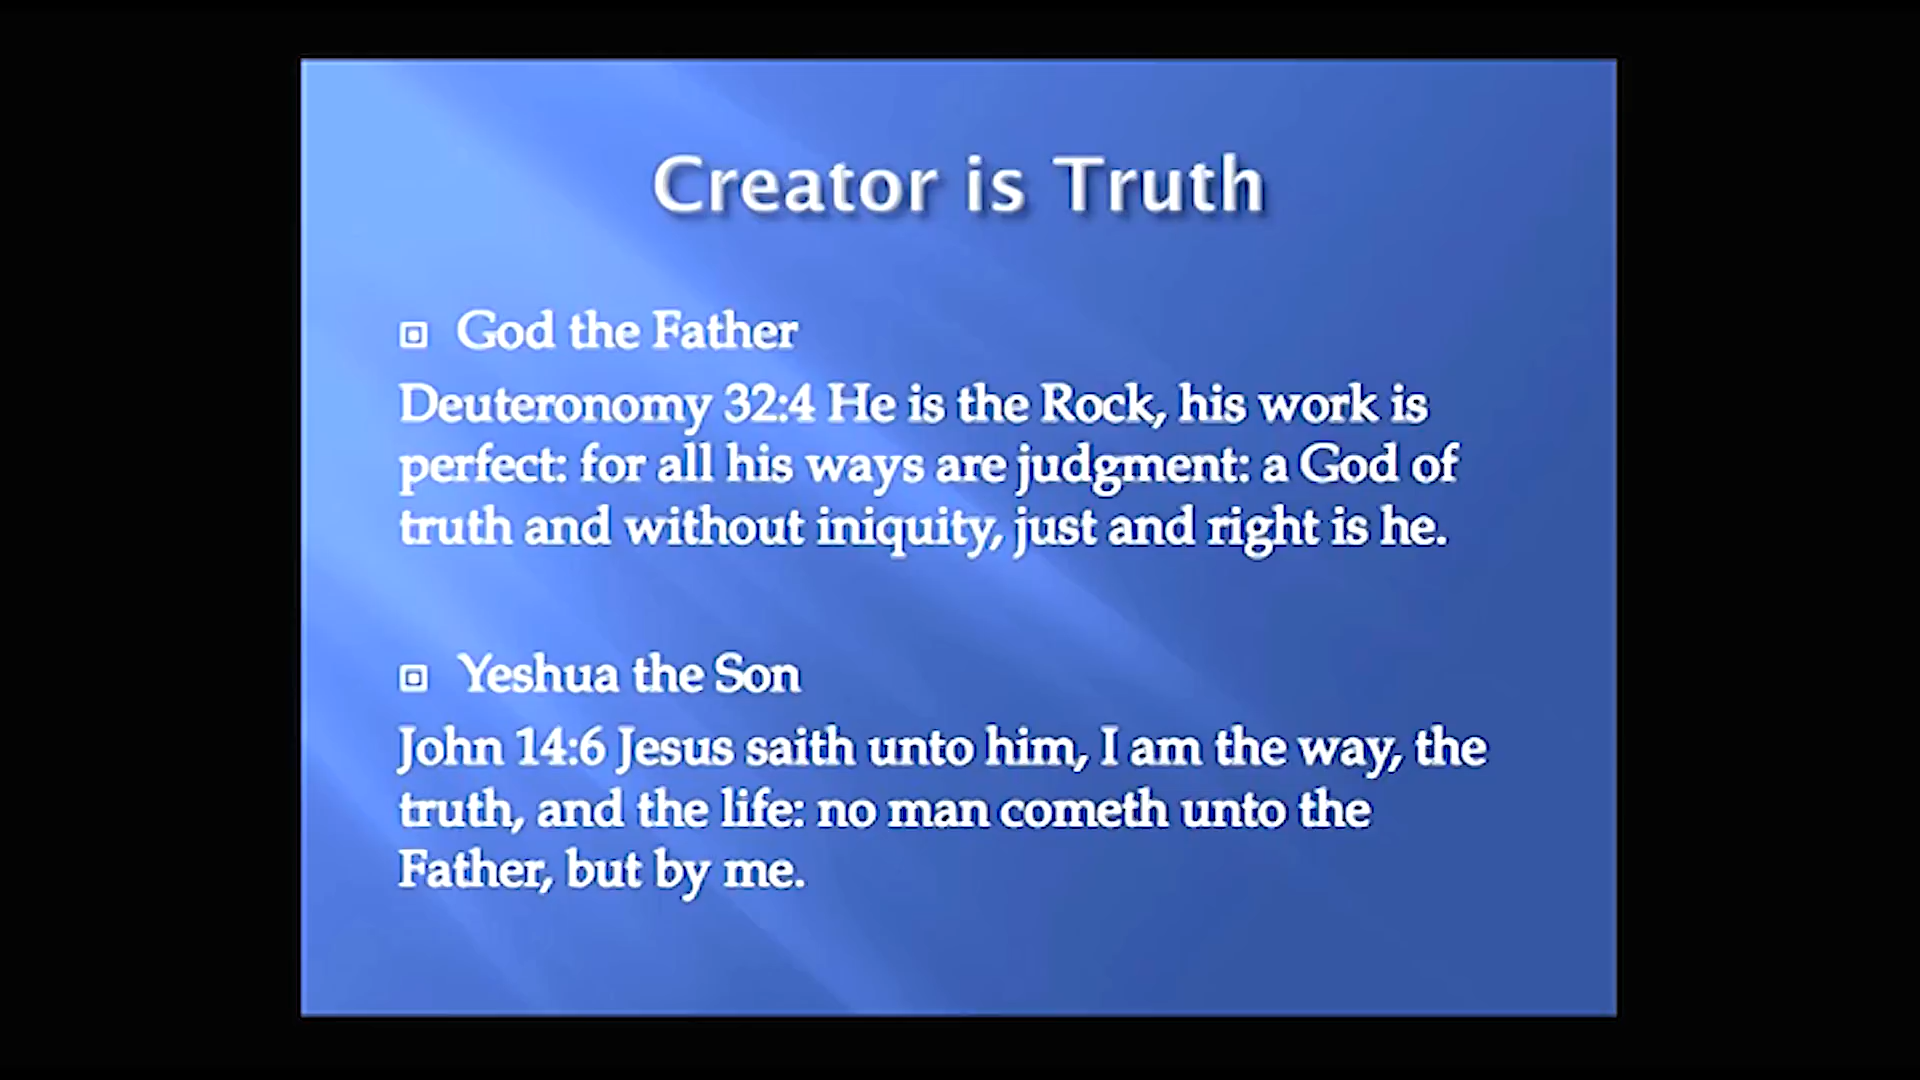 Creator is Truth
God the Father
Deuteronomy 32:4 He is the Rock, his work is
perfect: for all his ways are judgment: a God of
truth and without iniquity, just and right is he.
Yeshua the Son
John 14:6 Jesus saith unto him, I am the way, the
truth, and the life: no man cometh unto the
Father, but by me.